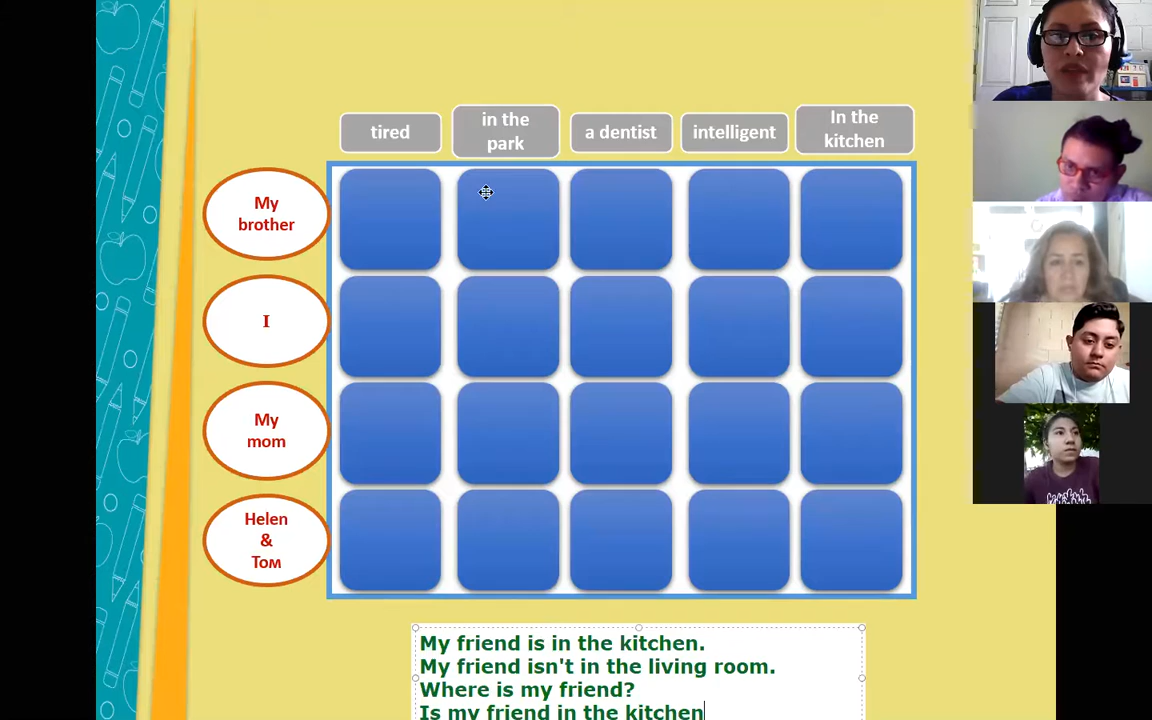 tired
in the
park
a dentist
intelligent
In the
kitchen
My
brother
I
My
mom
Helen
&
Tom
My friend is in the kitchen.
My friend isn't in the living room.
Where is my friend?
Is my friend in the kitchen